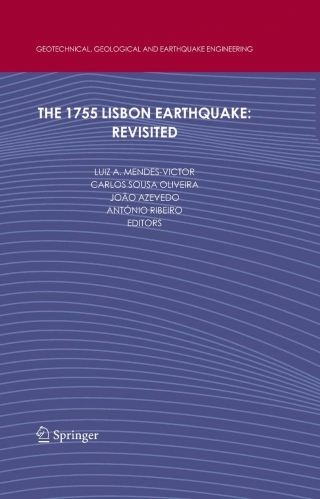 GEOTECHNICAL, GEOLOGICAL AND EARTHQUAKE ENGINEERING
THE 1755 LISBON EARTHQUAKE:
REVISITED
LUIZ A. MENDES-VICTOR
CARLOS SOUSA OLIVEIRA
JOÃO AZEVEDO
ANTÓNIO RIBEIRO
EDITORS
Springer